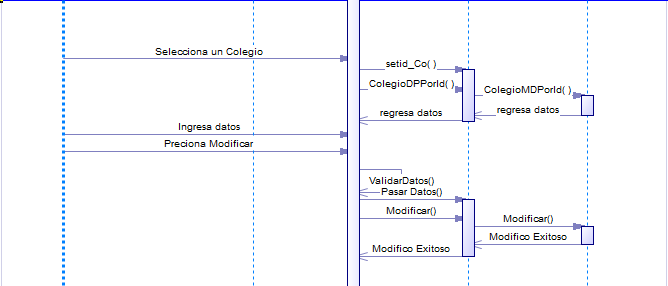 Selecciona un Colegio
setid_Co( )
ColegioDPPorId( )
ColegioMDPorId( )
regresa datos
regresa datos
Ingresa datos
Preciona Modificar
ValidarDatos()
Pasar Datos()
Modificar()
Modificar()
Modifico Exitoso
Modifico Exitoso